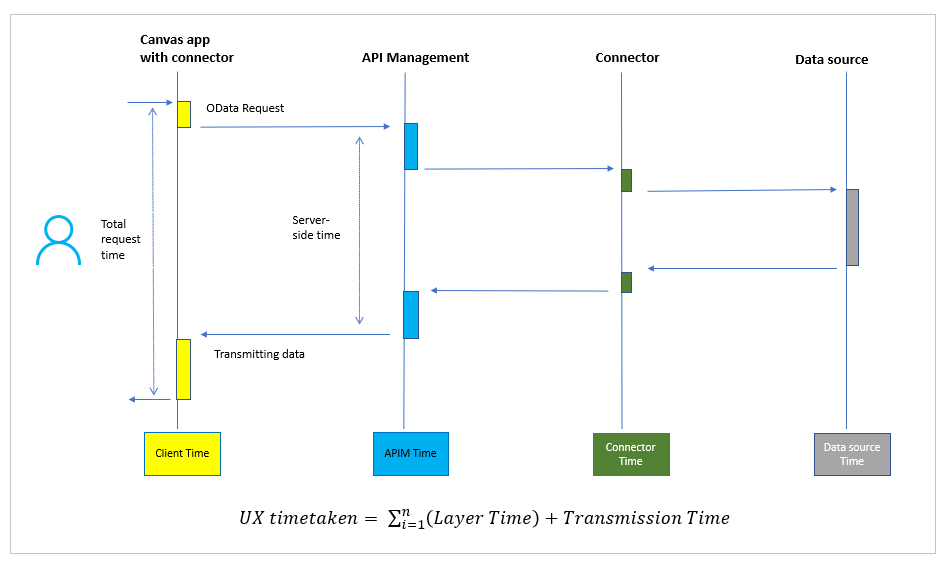 Canvas app
with connector
API Management
Connector
Data source
OData Request
Total
request
time
Server-
side time
Transmitting data
Client Time
APIM Time
Connector
Time
Data source
Time
UX timetaken = ∑ⁿᵢ₌₁(Layer Time) + Transmission Time